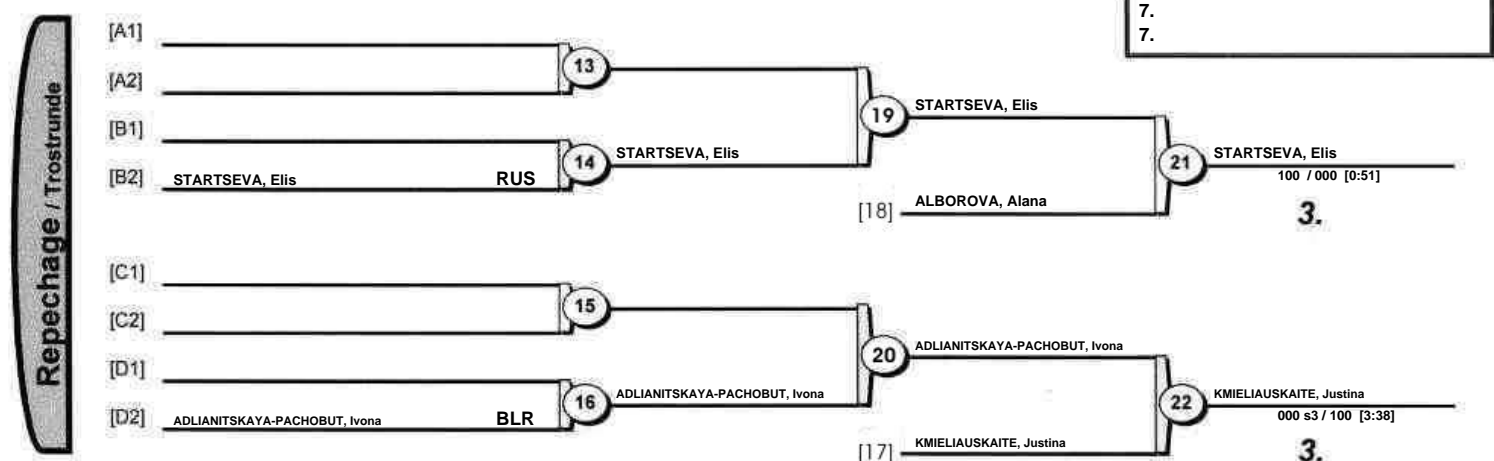 7.
7.
Repechage / Trostrunde
[A1]
13
[A2]
19
STARTSEVA, Elis
[B1]
14
STARTSEVA, Elis
21
STARTSEVA, Elis
[B2]
STARTSEVA, Elis
RUS
100 / 000 [0:51]
[18]
ALBOROVA, Alana
3.
[C1]
15
[C2]
20
ADLIANITSKAYA-PACHOBUT, Ivona
[D1]
16
ADLIANITSKAYA-PACHOBUT, Ivona
22
KMIELIAUSKAITE, Justina
[D2]
ADLIANITSKAYA-PACHOBUT, Ivona
BLR
000 s3 / 100 [3:38]
[17]
KMIELIAUSKAITE, Justina
3.